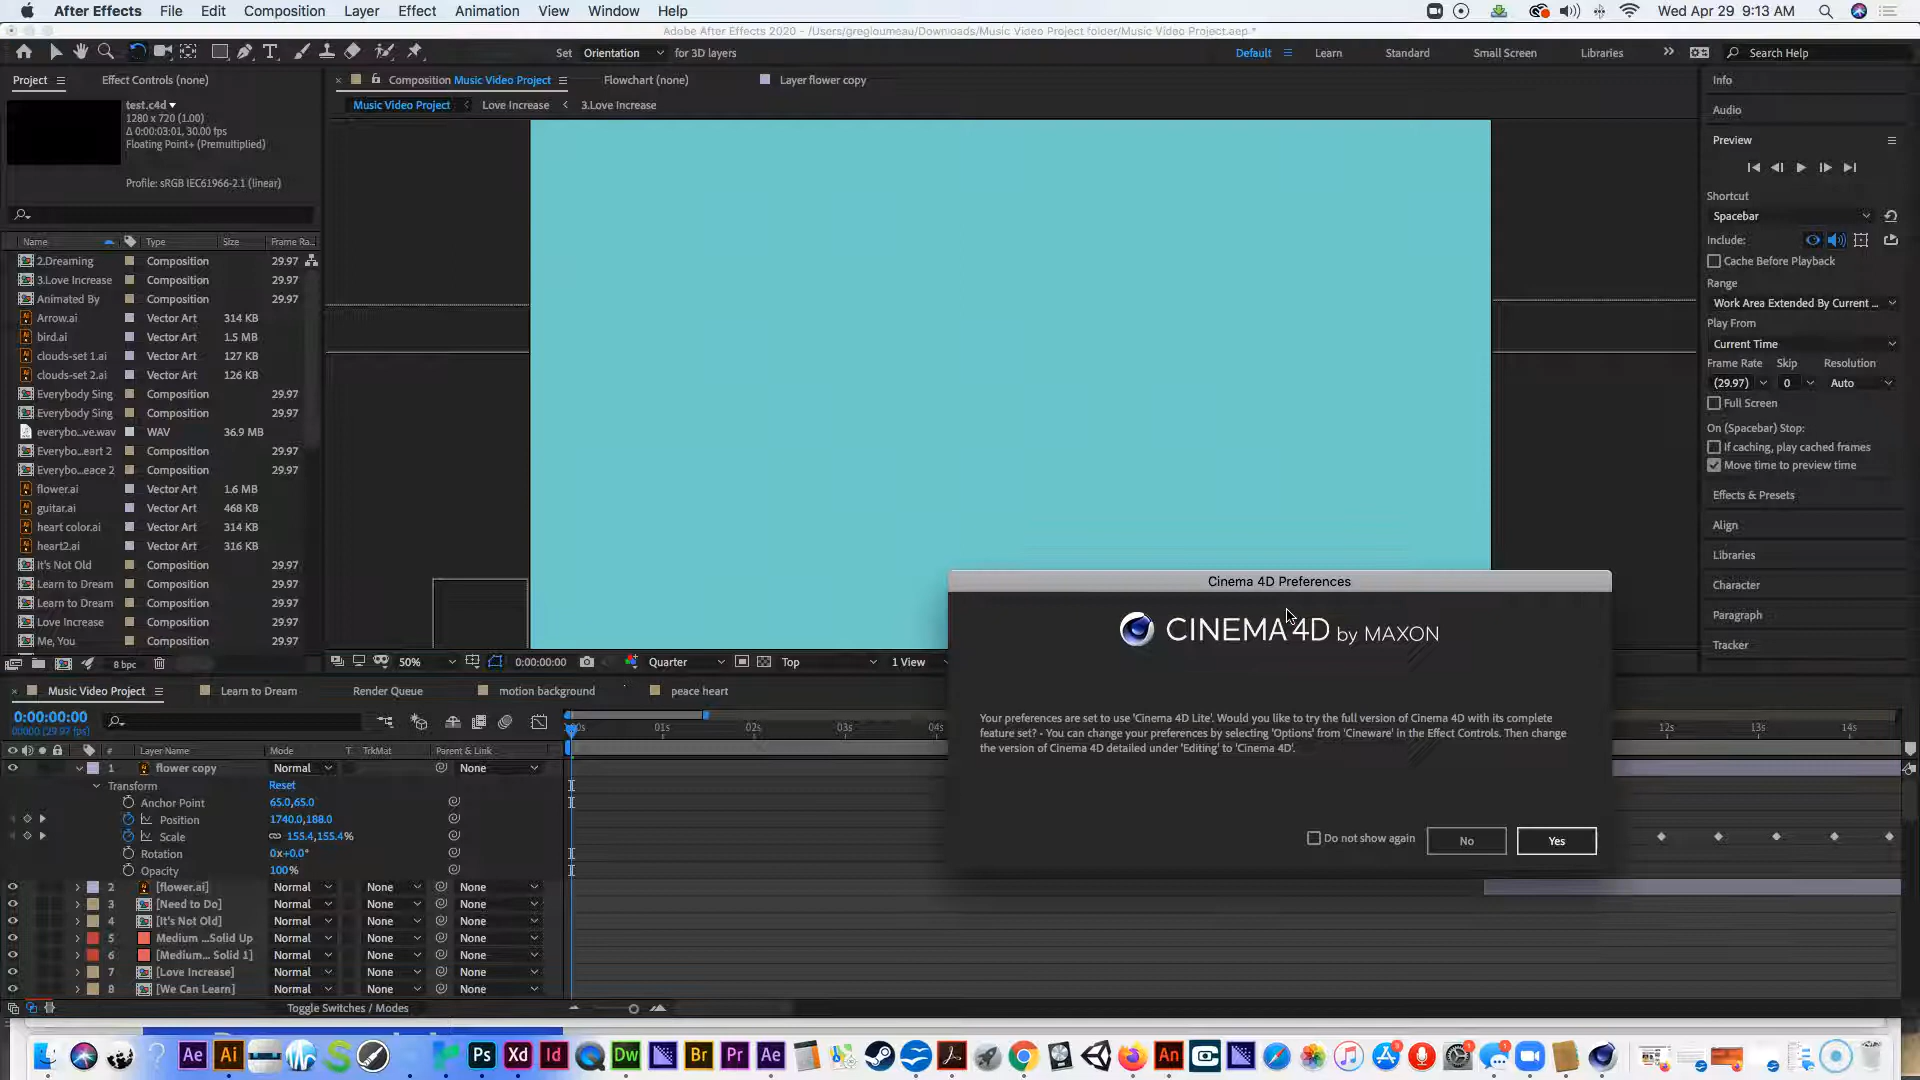 After Effects File Edit Composition Layer Effect Animation View Window Help Wed Apr 29 9:13 AM
Adobe After Effects 2020 - /Users/gregloumeau/Downloads/Music Video Project folder/Music Video Project.aep *
Set Orientation for 3D layers Default Learn Standard Small Screen Libraries Search Help
Project Effect Controls (none) Composition Music Video Project Flowchart (none) Layer flower copy
Music Video Project Love Increase 3.Love Increase
test.c4d
1280 x 720 (1.00)
Δ 0:00:03:01, 30.00 fps
Floating Point+ (Premultiplied)
Profile: sRGB IEC61966-2.1 (linear)
Name Type Size Frame Ra...
2.Dreaming Composition 29.97
3.Love Increase Composition 29.97
Animated By Composition 29.97
Arrow.ai Vector Art 314 KB
bird.ai Vector Art 1.5 MB
clouds-set 1.ai Vector Art 127 KB
clouds-set 2.ai Vector Art 126 KB
Everybody Sing Composition 29.97
Everybody Sing Composition 29.97
everybo...ve.wav WAV 36.9 MB
Everybo...eart 2 Composition 29.97
Everybo...eace 2 Composition 29.97
flower.ai Vector Art 1.6 MB
guitar.ai Vector Art 468 KB
heart color.ai Vector Art 314 KB
heart2.ai Vector Art 316 KB
It's Not Old Composition 29.97
Learn to Dream Composition 29.97
Learn to Dream Composition 29.97
Love Increase Composition 29.97
Me, You Composition 29.97
8 bpc
50% 0:00:00:00 Quarter Top 1 View
Info
Audio
Preview
Shortcut
Spacebar
Include:
Cache Before Playback
Range
Work Area Extended By Current ...
Play From
Current Time
Frame Rate Skip Resolution
(29.97) 0 Auto
Full Screen
On (Spacebar) Stop:
If caching, play cached frames
Move time to preview time
Effects & Presets
Align
Libraries
Character
Paragraph
Tracker
Cinema 4D Preferences
CINEMA 4D by MAXON
Your preferences are set to use 'Cinema 4D Lite'. Would you like to try the full version of Cinema 4D with its complete
feature set? - You can change your preferences by selecting 'Options' from 'Cineware' in the Effect Controls. Then change
the version of Cinema 4D detailed under 'Editing' to 'Cinema 4D'.
Do not show again No Yes
Music Video Project Learn to Dream Render Queue motion background peace heart
0:00:00:00
00000 (29.97 fps)
01s 02s 03s 04s 12s 13s 14s
# Layer Name Mode T TrkMat Parent & Link
1 flower copy Normal None
Transform Reset
Anchor Point 65.0,65.0
Position 1740.0,188.0
Scale 155.4,155.4%
Rotation 0x+0.0°
Opacity 100%
2 [flower.ai] Normal None None
3 [Need to Do] Normal None None
4 [It's Not Old] Normal None None
5 Medium ...Solid Up Normal None None
6 [Medium... Solid 1] Normal None None
7 [Love Increase] Normal None None
8 [We Can Learn] Normal None None
Toggle Switches / Modes
Ae Ai Ps Xd Id Dw Br Pr Ae An